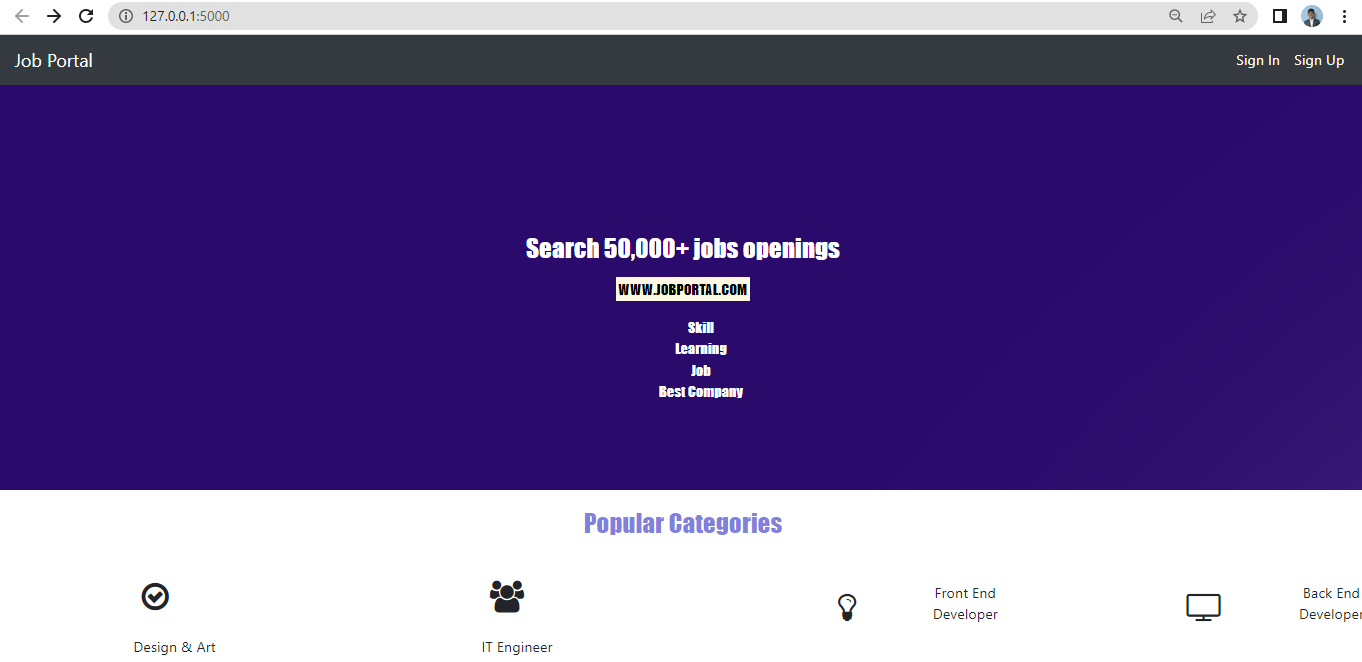 127.0.0.1:5000
Job Portal
Sign In
Sign Up
Search 50,000+ jobs openings
WWW.JOBPORTAL.COM
Skill
Learning
Job
Best Company
Popular Categories
Design & Art
IT Engineer
Front End
Developer
Back End
Developer